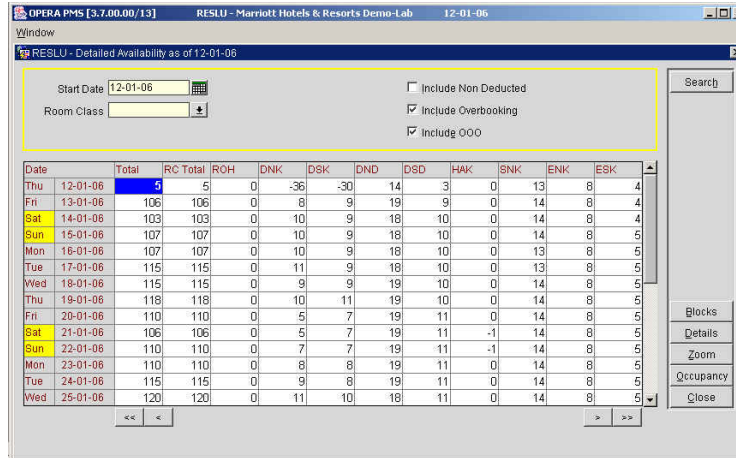 OPERA PMS [3.7.00.00/13] RESLU - Marriott Hotels & Resorts Demo-Lab 12-01-06
Window
RESLU - Detailed Availability as of 12-01-06
Start Date 12-01-06
Room Class
Include Non Deducted
Include Overbooking
Include OOO
Search
Date Total RC Total ROH DNK DSK DND DSD HAK SNK ENK ESK
Thu 12-01-06 5 5 0 -36 -30 14 3 0 13 8 4
Fri 13-01-06 106 106 0 8 9 19 9 0 14 8 4
Sat 14-01-06 103 103 0 10 9 18 10 0 14 8 4
Sun 15-01-06 107 107 0 10 9 18 10 0 14 8 5
Mon 16-01-06 107 107 0 10 9 18 10 0 13 8 5
Tue 17-01-06 115 115 0 11 9 18 10 0 13 8 5
Wed 18-01-06 115 115 0 9 9 19 10 0 14 8 5
Thu 19-01-06 118 118 0 10 11 19 10 0 14 8 5
Fri 20-01-06 110 110 0 5 7 19 11 0 14 8 5
Sat 21-01-06 106 106 0 5 7 19 11 -1 14 8 5
Sun 22-01-06 110 110 0 7 7 19 11 -1 14 8 5
Mon 23-01-06 110 110 0 8 8 19 11 0 14 8 5
Tue 24-01-06 115 115 0 9 8 19 11 0 14 8 5
Wed 25-01-06 120 120 0 11 10 18 11 0 14 8 5
<< < > >>
Blocks
Details
Zoom
Occupancy
Close